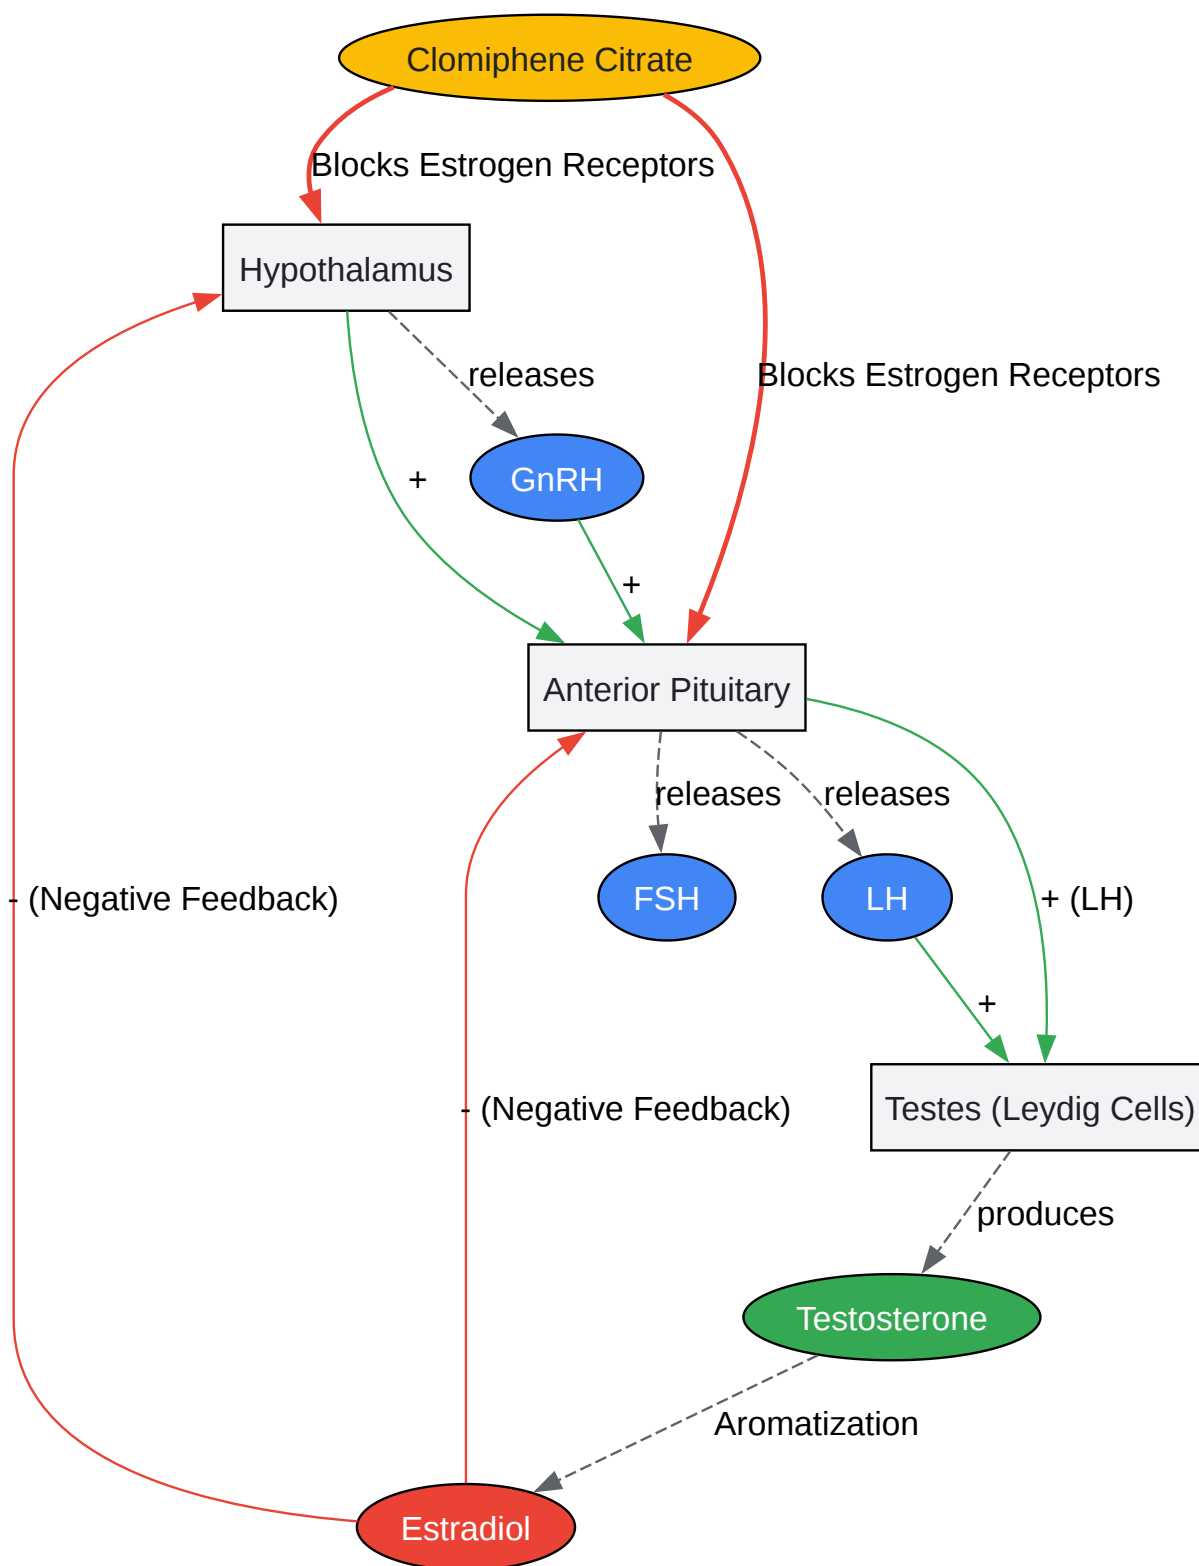 Clomiphene Citrate
Blocks Estrogen Receptors
Hypothalamus
releases
Blocks Estrogen Receptors
+
GnRH
+
Anterior Pituitary
releases
releases
- (Negative Feedback)
FSH
LH
+ (LH)
+
- (Negative Feedback)
Testes (Leydig Cells)
produces
Testosterone
Aromatization
Estradiol